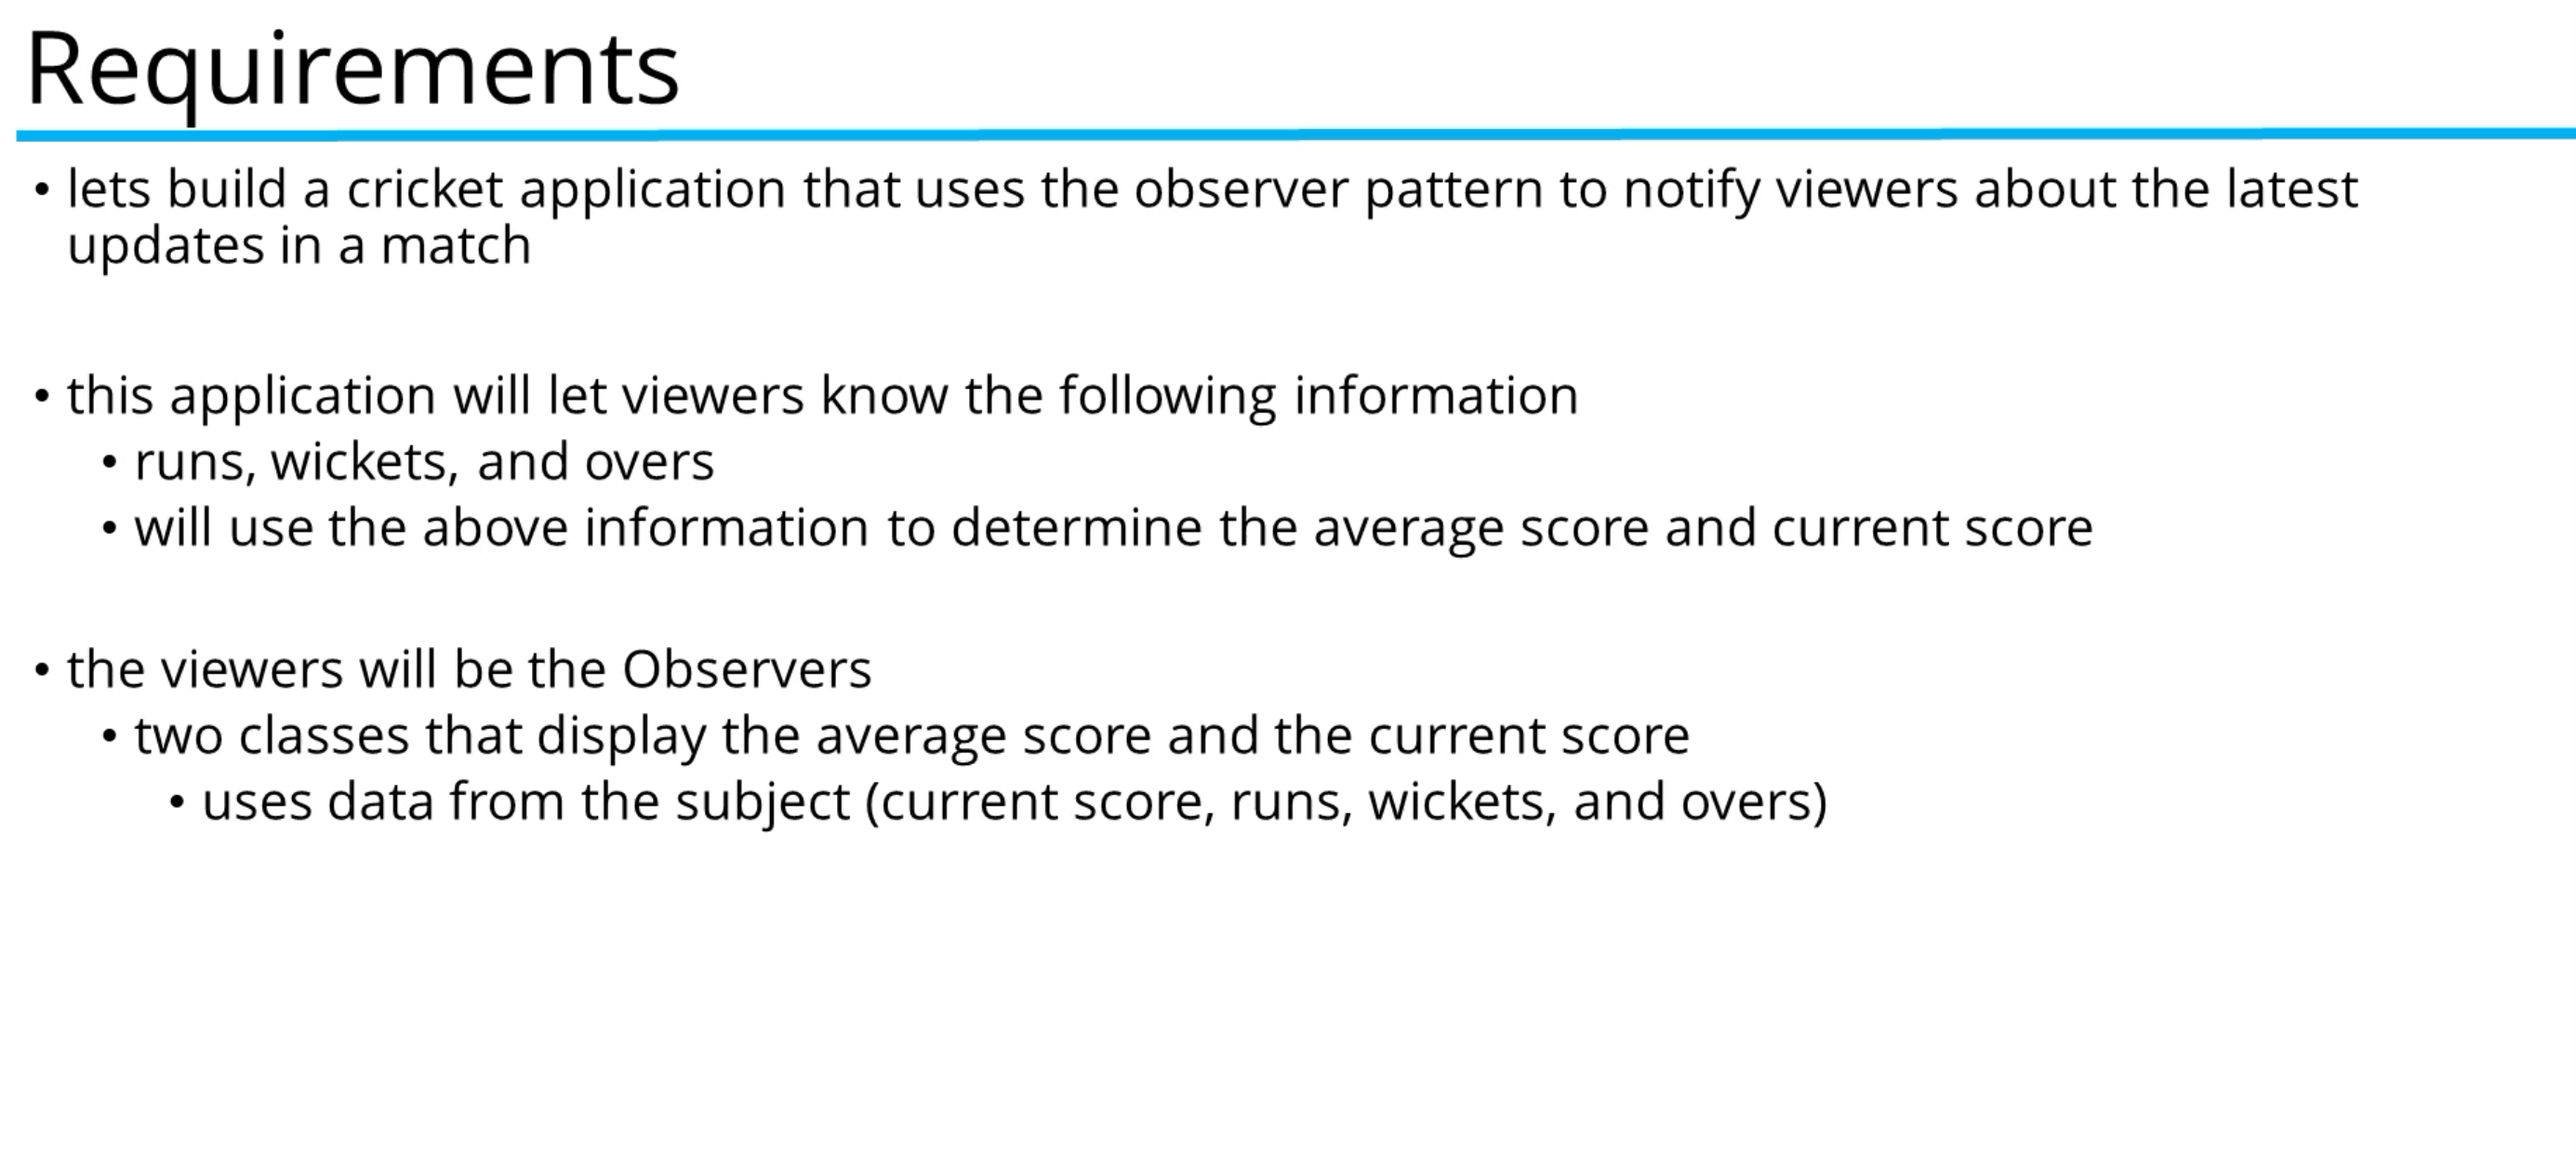 Requirements
• lets build a cricket application that uses the observer pattern to notify viewers about the latest
updates in a match
• this application will let viewers know the following information
• runs, wickets, and overs
• will use the above information to determine the average score and current score
• the viewers will be the Observers
• two classes that display the average score and the current score
• uses data from the subject (current score, runs, wickets, and overs)